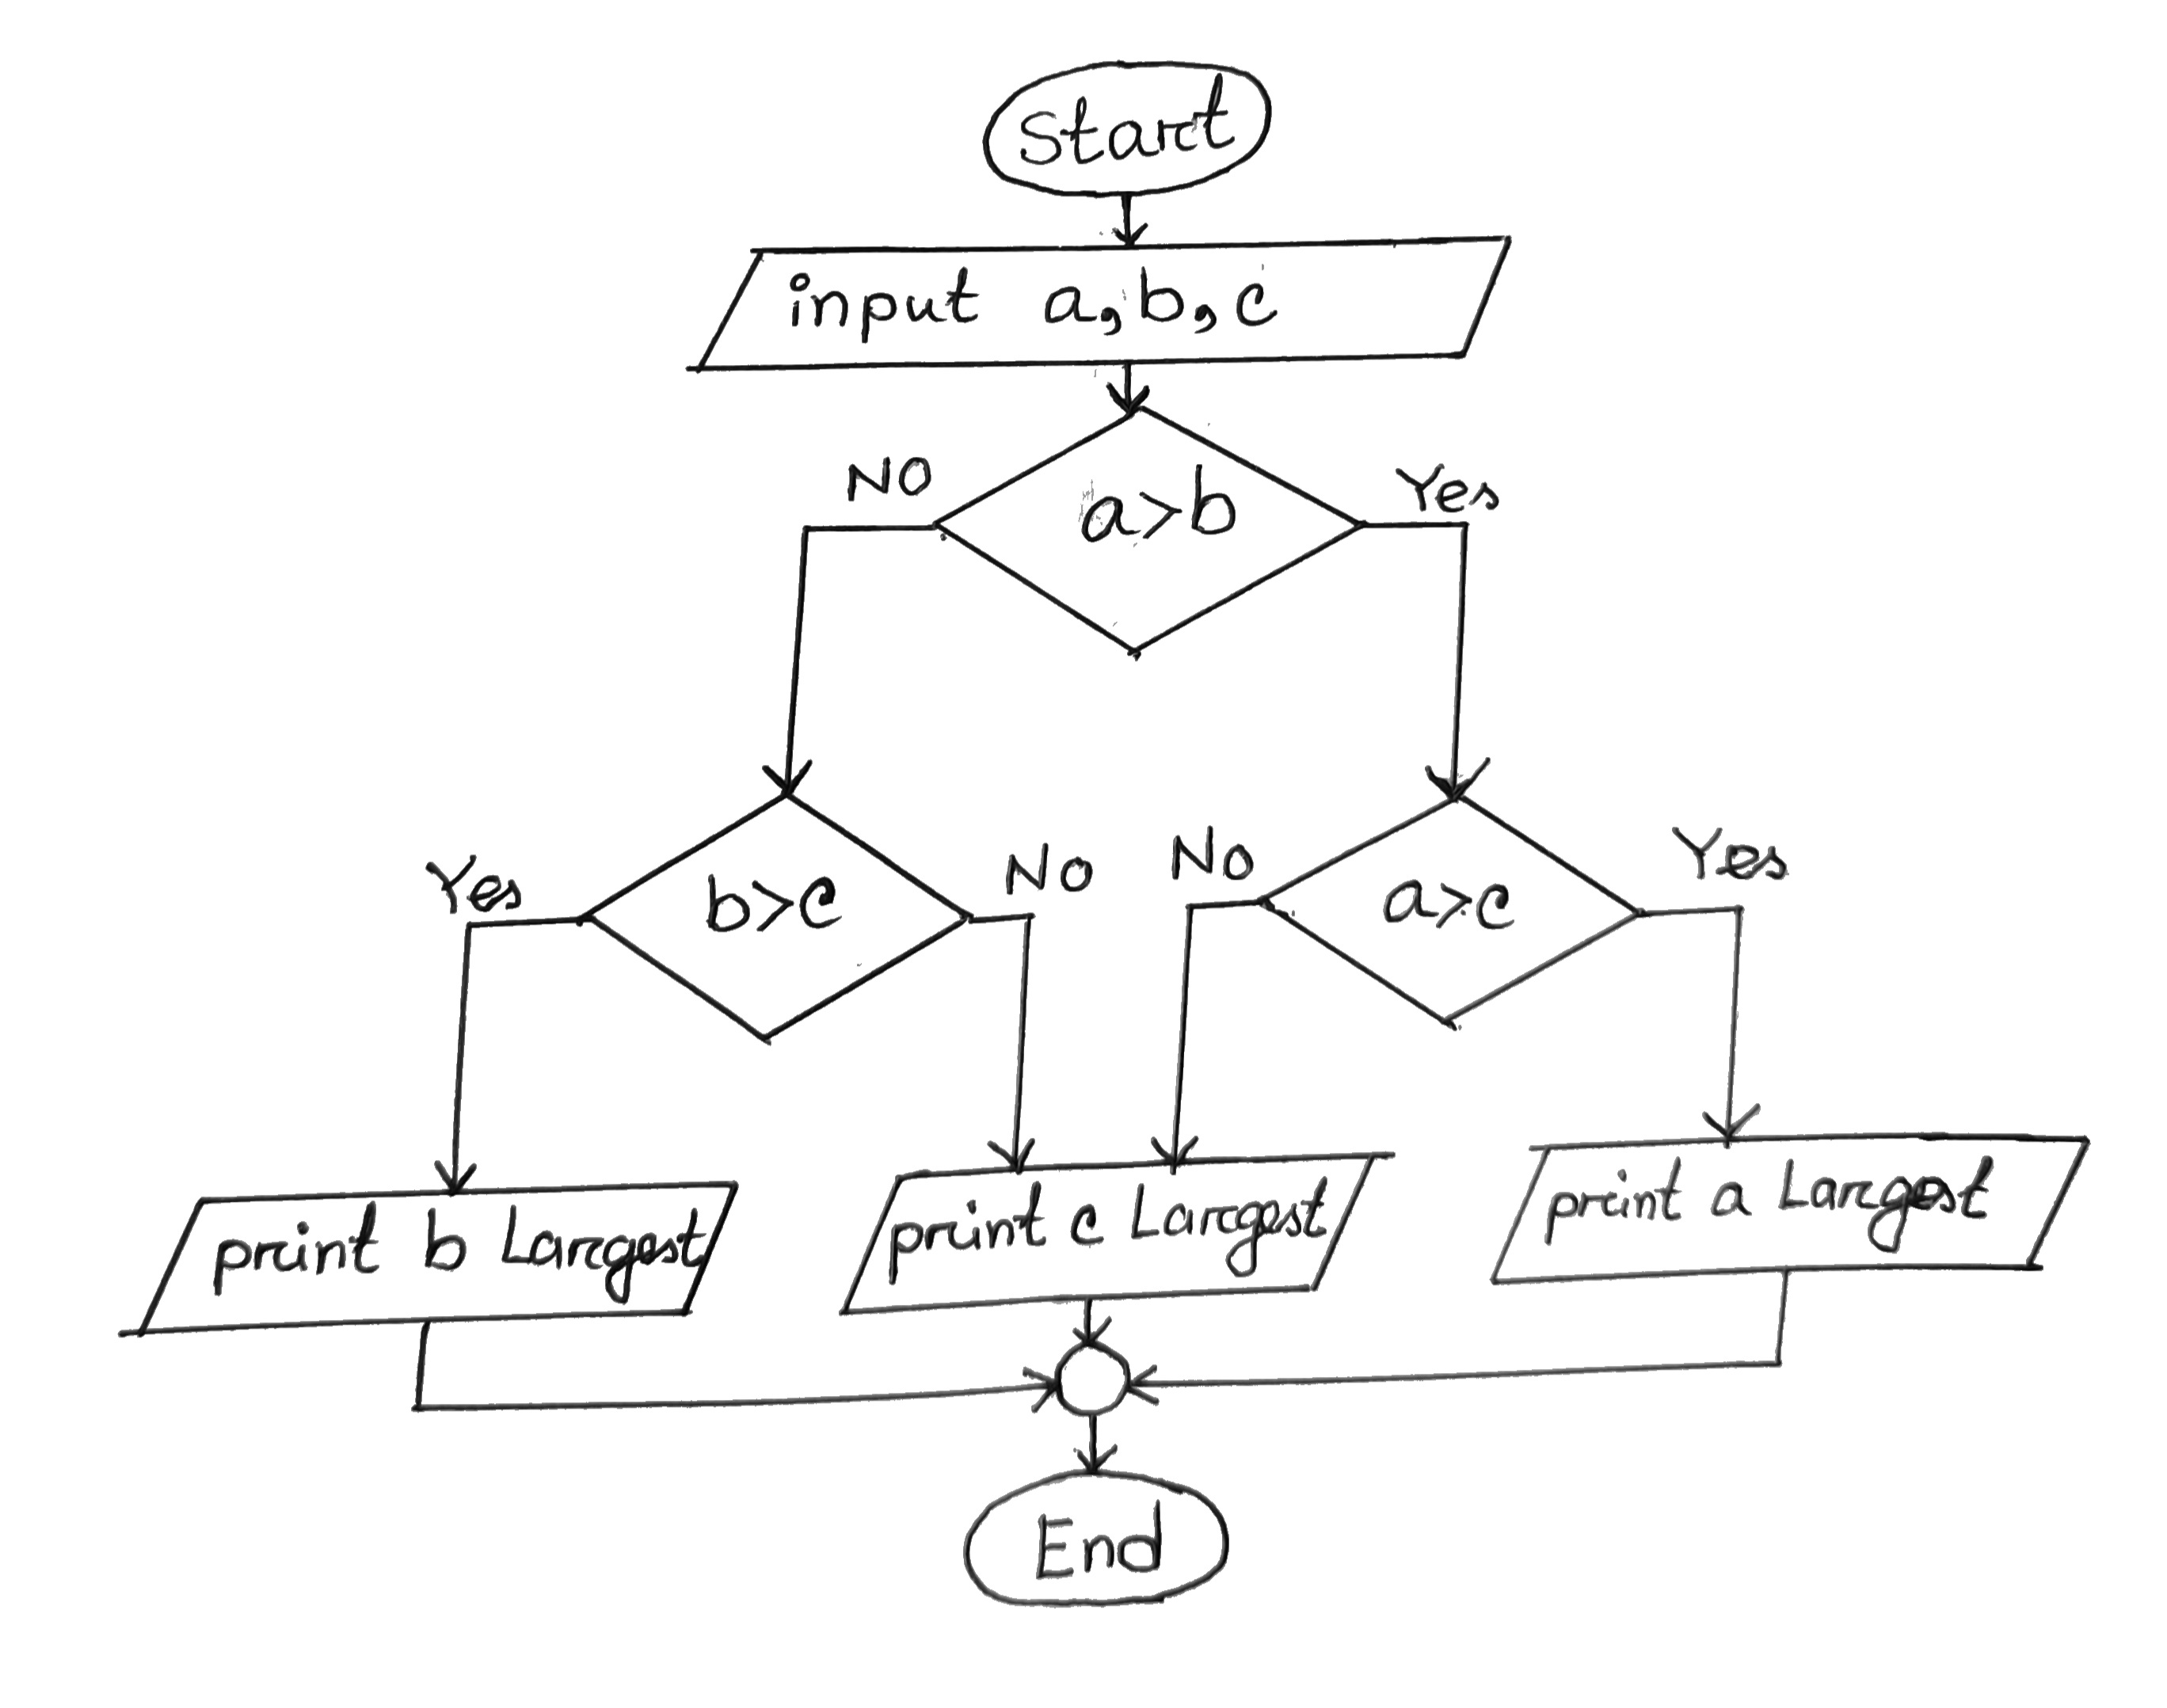 Start
input a,b,c
NO
a>b
Yes
Yes
b>c
NO
No
a>c
Yes
print b Largest
print c Largest
print a Largest
End